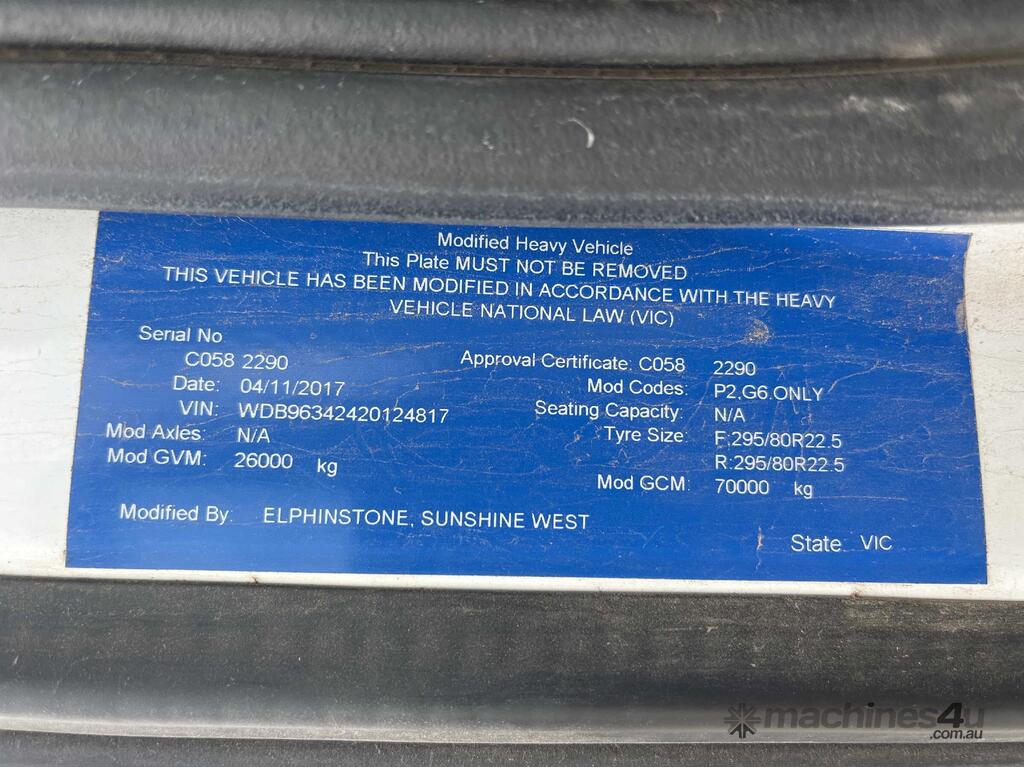 Modified Heavy Vehicle
This Plate MUST NOT BE REMOVED
THIS VEHICLE HAS BEEN MODIFIED IN ACCORDANCE WITH THE HEAVY
VEHICLE NATIONAL LAW (VIC)
Serial No
C058 2290 Approval Certificate: C058 2290
Date: 04/11/2017 Mod Codes: P2,G6.ONLY
VIN: WDB96342420124817 Seating Capacity: N/A
Mod Axles: N/A Tyre Size: F:295/80R22.5
R:295/80R22.5
Mod GVM: 26000 kg Mod GCM: 70000 kg
Modified By: ELPHINSTONE, SUNSHINE WEST
State: VIC
machines4u
.com.au